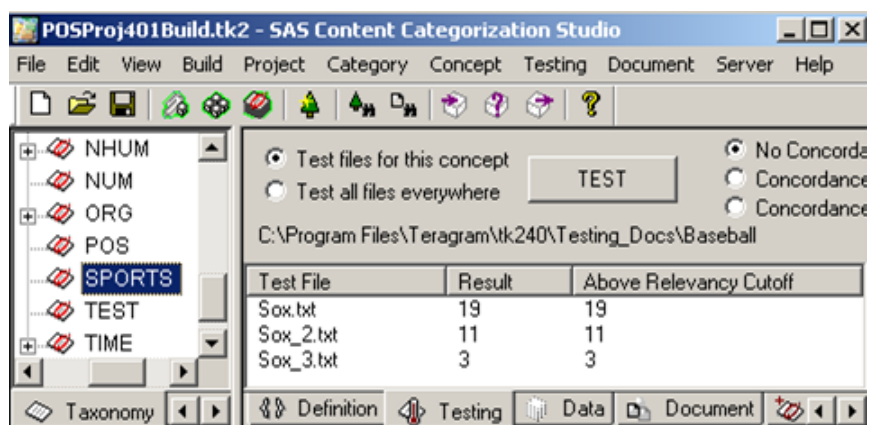 POSProj401Build.tk2 - SAS Content Categorization Studio
File Edit View Build Project Category Concept Testing Document Server Help
NHUM
NUM
ORG
POS
SPORTS
TEST
TIME
Taxonomy
Test files for this concept
Test all files everywhere
TEST
No Concorda
Concordance
Concordance
C:\Program Files\Teragram\tk240\Testing_Docs\Baseball
Test File Result Above Relevancy Cutoff
Sox.txt 19 19
Sox_2.txt 11 11
Sox_3.txt 3 3
Definition Testing Data Document